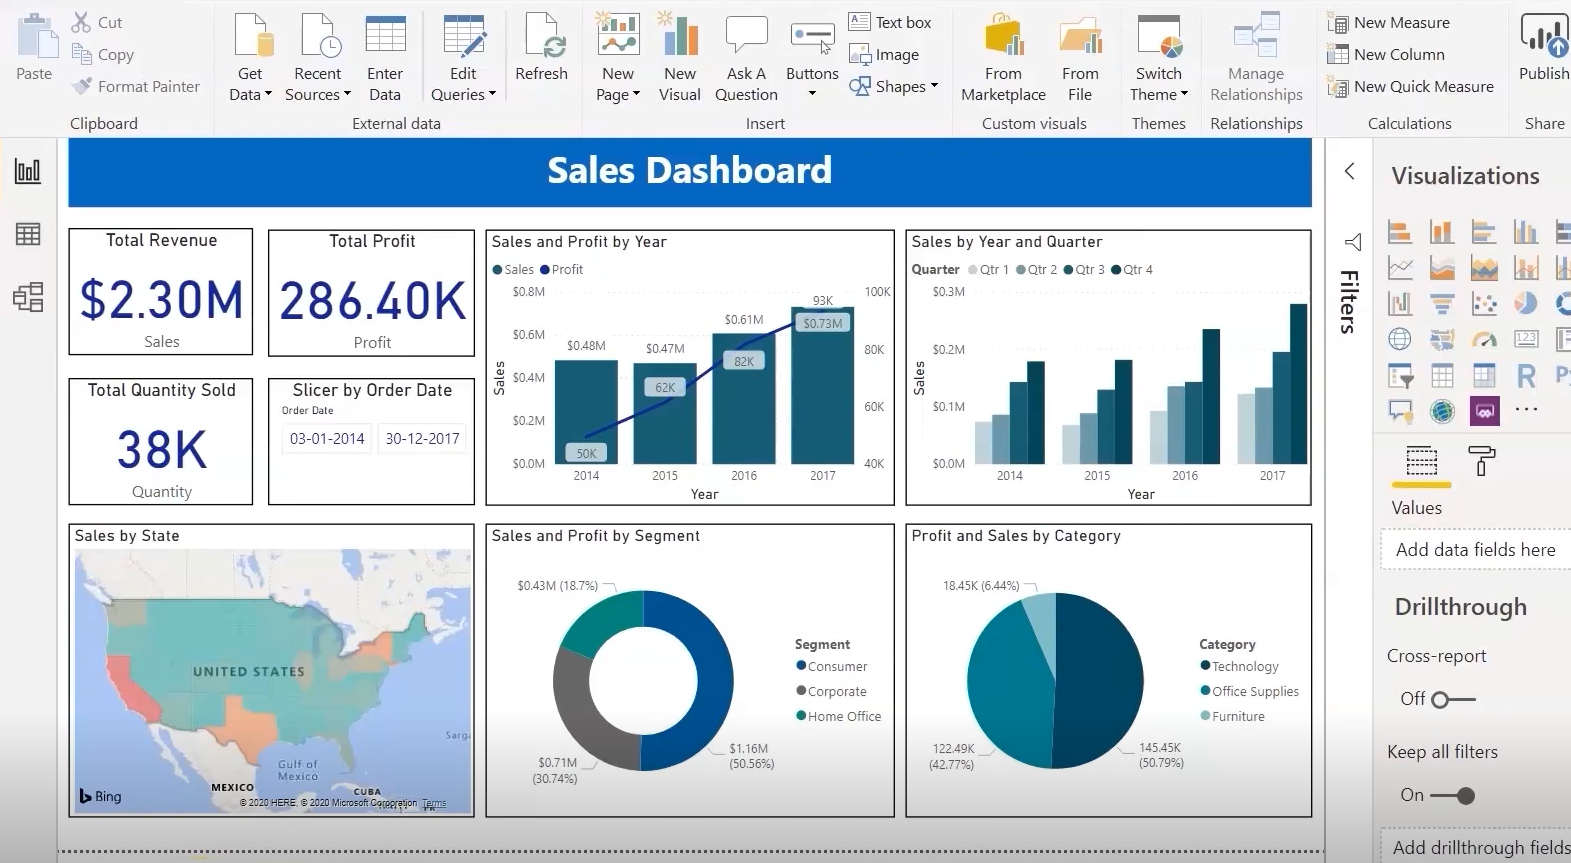 Paste
Cut
Copy
Format Painter
Clipboard
Get
Data
Recent
Sources
Enter
Data
Edit
Queries
Refresh
External data
New
Page
New
Visual
Ask A
Question
Buttons
Text box
Image
Shapes
Insert
From
Marketplace
From
File
Custom visuals
Switch
Theme
Themes
Manage
Relationships
Relationships
New Measure
New Column
New Quick Measure
Calculations
Publish
Share
Sales Dashboard
Total Revenue
$2.30M
Sales
Total Profit
286.40K
Profit
Total Quantity Sold
38K
Quantity
Slicer by Order Date
Order Date
03-01-2014
30-12-2017
Sales and Profit by Year
Sales Profit
$0.8M
$0.6M
$0.4M
$0.2M
$0.0M
Sales
100K
80K
60K
40K
$0.48M
$0.47M
$0.61M
93K
$0.73M
50K
62K
82K
2014 2015 2016 2017
Year
Sales by Year and Quarter
Quarter Qtr 1 Qtr 2 Qtr 3 Qtr 4
$0.3M
$0.2M
$0.1M
$0.0M
Sales
2014 2015 2016 2017
Year
Sales by State
UNITED STATES
Sarga
Gulf of
Mexico
MEXICO
CUBA
Bing
© 2020 HERE, © 2020 Microsoft Corporation Terms
Sales and Profit by Segment
$0.43M (18.7%)
$0.71M
(30.74%)
$1.16M
(50.56%)
Segment
Consumer
Corporate
Home Office
Profit and Sales by Category
18.45K (6.44%)
122.49K
(42.77%)
145.45K
(50.79%)
Category
Technology
Office Supplies
Furniture
Filters
Visualizations
123
R
Py
...
Values
Add data fields here
Drillthrough
Cross-report
Off
Keep all filters
On
Add drillthrough fields